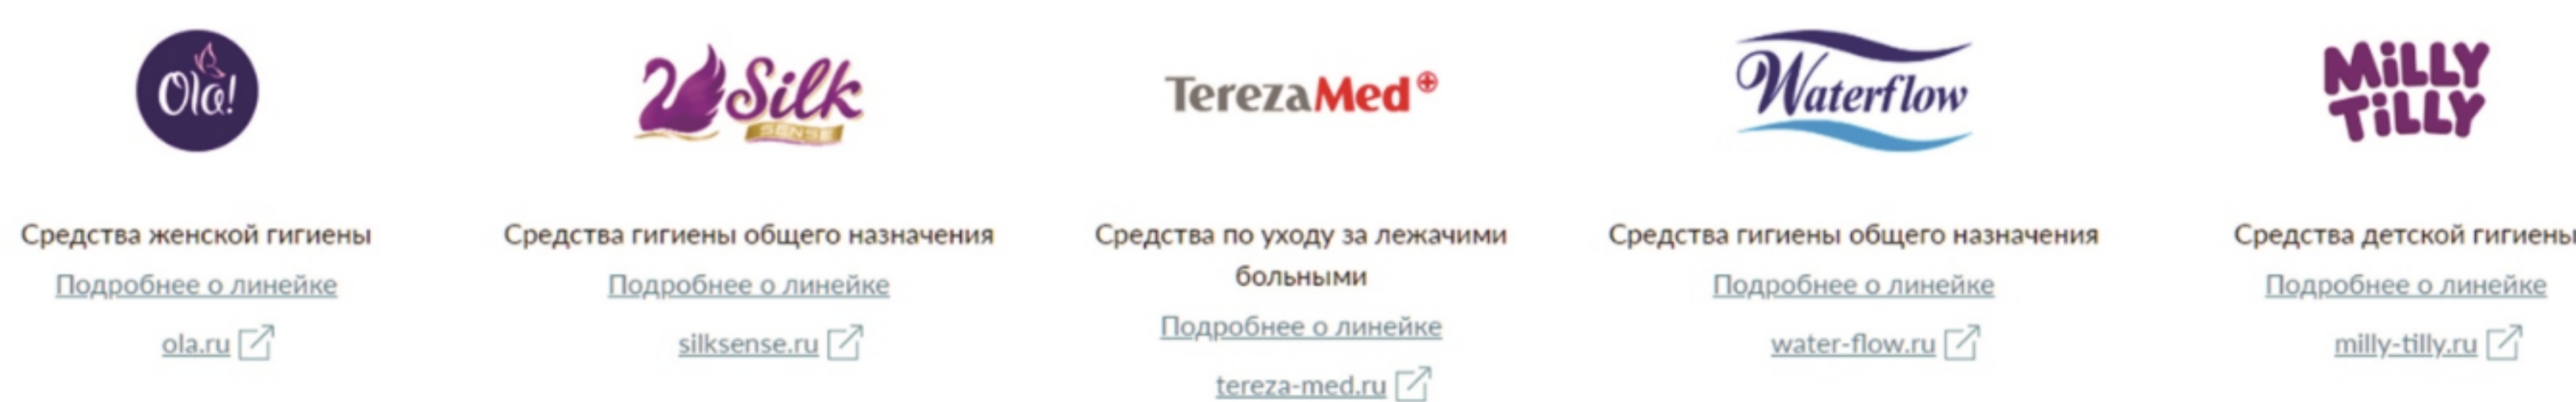 Ola!
Silk
SENSE
TerezaMed
Waterflow
MiLLY
TiLLY
Средства женской гигиены
Подробнее о линейке
ola.ru
Средства гигиены общего назначения
Подробнее о линейке
silksense.ru
Средства по уходу за лежачими
больными
Подробнее о линейке
tereza-med.ru
Средства гигиены общего назначения
Подробнее о линейке
water-flow.ru
Средства детской гигиены
Подробнее о линейке
milly-tilly.ru